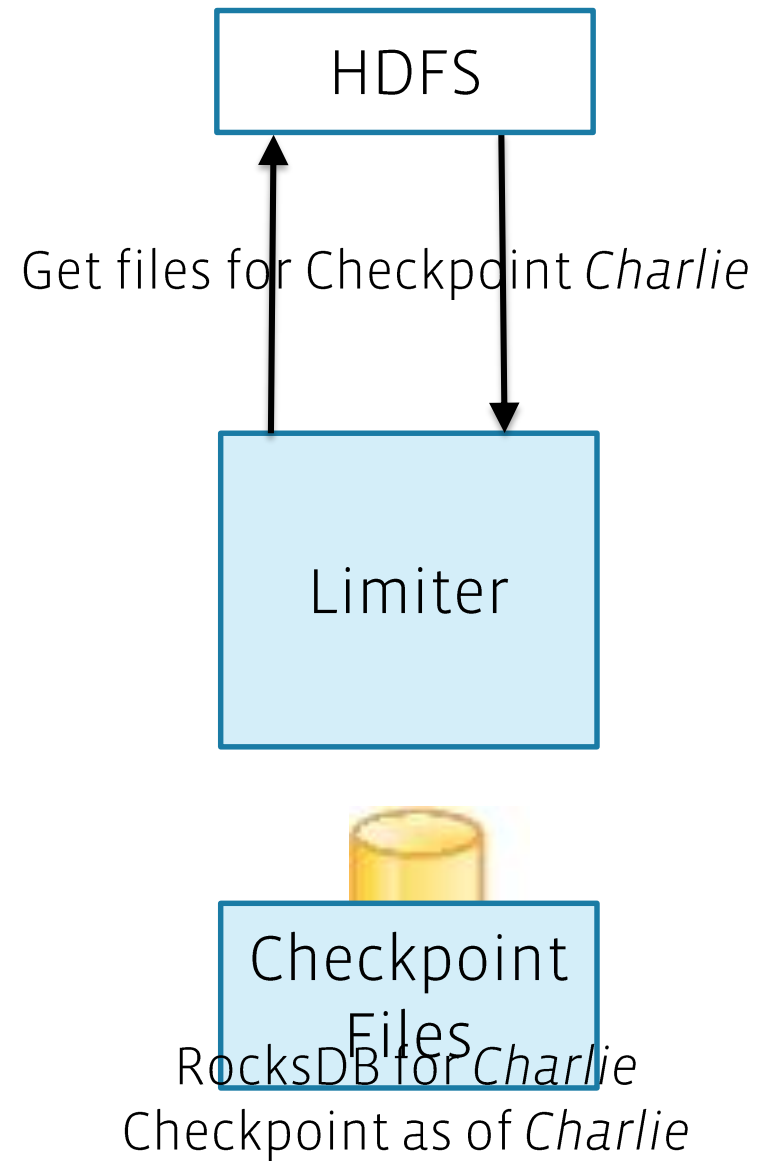 HDFS
Get files for Checkpoint Charlie
Limiter
Checkpoint
Files
RocksDB for Charlie
Checkpoint as of Charlie